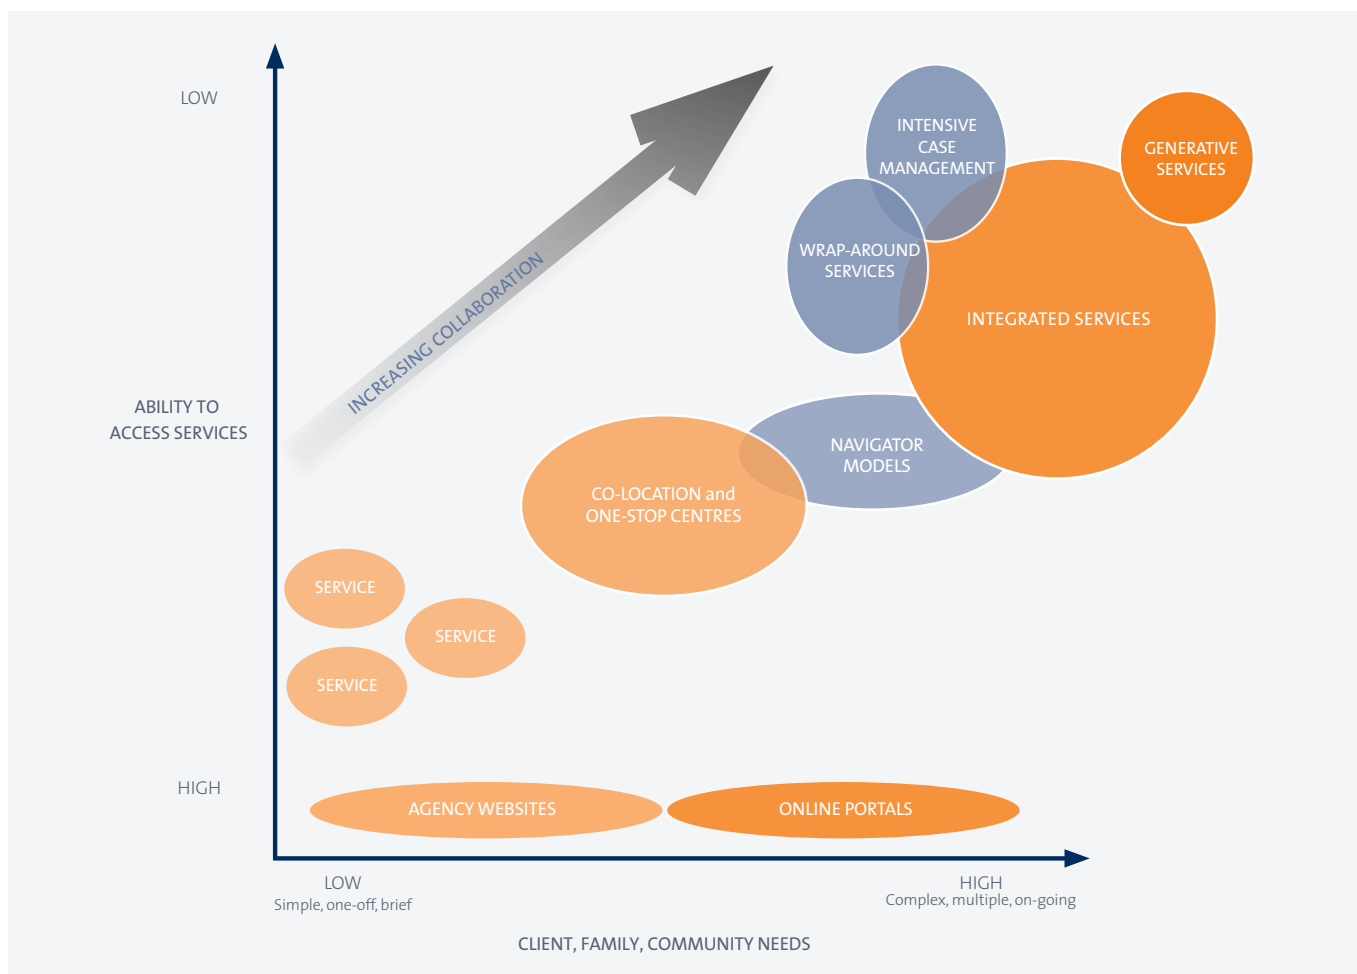 LOW
INTENSIVE
CASE
MANAGEMENT
GENERATIVE
SERVICES
WRAP-AROUND
SERVICES
INTEGRATED SERVICES
INCREASING COLLABORATION
ABILITY TO
ACCESS SERVICES
NAVIGATOR
MODELS
CO-LOCATION and
ONE-STOP CENTRES
SERVICE
SERVICE
SERVICE
HIGH
AGENCY WEBSITES
ONLINE PORTALS
LOW
Simple, one-off, brief
HIGH
Complex, multiple, on-going
CLIENT, FAMILY, COMMUNITY NEEDS